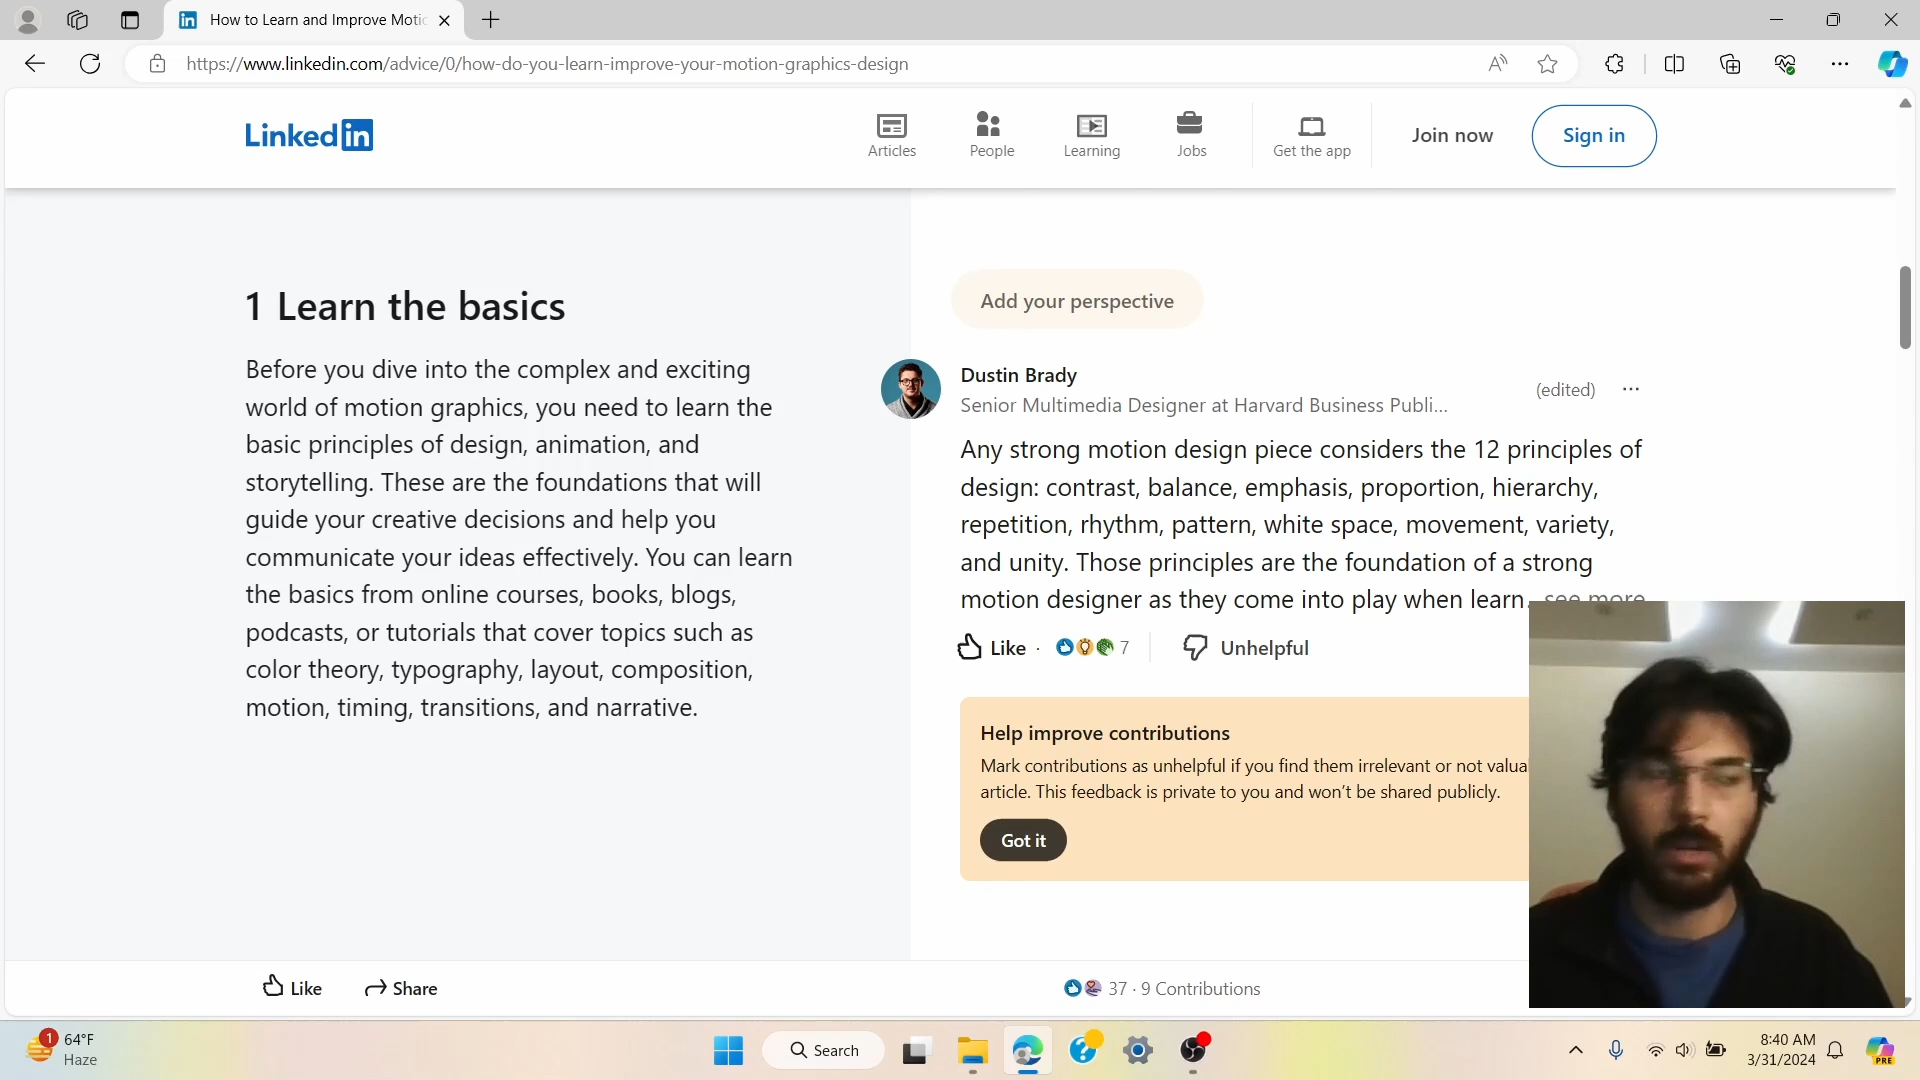 How to Learn and Improve Motic
https://www.linkedin.com/advice/0/how-do-you-learn-improve-your-motion-graphics-design
Linked in
Articles
People
Learning
Jobs
Get the app
Join now
Sign in
1 Learn the basics
Before you dive into the complex and exciting
world of motion graphics, you need to learn the
basic principles of design, animation, and
storytelling. These are the foundations that will
guide your creative decisions and help you
communicate your ideas effectively. You can learn
the basics from online courses, books, blogs,
podcasts, or tutorials that cover topics such as
color theory, typography, layout, composition,
motion, timing, transitions, and narrative.
Add your perspective
Dustin Brady
Senior Multimedia Designer at Harvard Business Publi...
(edited)
Any strong motion design piece considers the 12 principles of
design: contrast, balance, emphasis, proportion, hierarchy,
repetition, rhythm, pattern, white space, movement, variety,
and unity. Those principles are the foundation of a strong
motion designer as they come into play when learn. see more
Like · 7
Unhelpful
Help improve contributions
Mark contributions as unhelpful if you find them irrelevant or not valua
article. This feedback is private to you and won't be shared publicly.
Got it
Like
Share
37 · 9 Contributions
1
64°F
Haze
Search
8:40 AM
3/31/2024
PRE